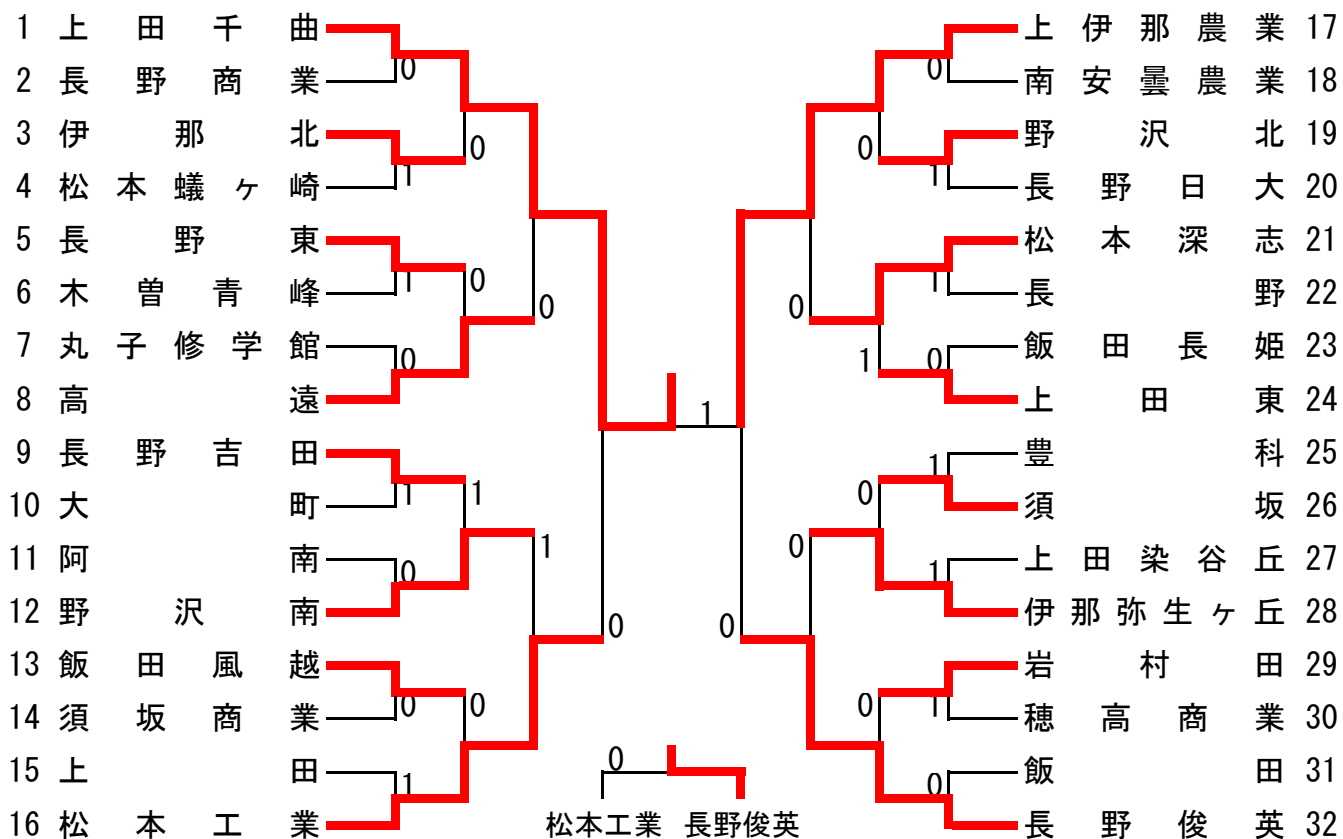 1 上田千曲
2 長野商業
3 伊那北
4 松本蟻ヶ崎
5 長野東
6 木曽青峰
7 丸子修学館
8 高遠
9 長野吉田
10 大町
11 阿南
12 野沢南
13 飯田風越
14 須坂商業
15 上田
16 松本工業
0
1
1
0
1
0
0
1
0
0
1
0
0
1
0
1
0
松本工業 長野俊英
0
0
0
0
0
1
0
0
0
1
1
0
1
1
1
0
上伊那農業 17
南安曇農業 18
野沢北 19
長野日大 20
松本深志 21
長野 22
飯田長姫 23
上田東 24
豊科 25
須坂 26
上田染谷丘 27
伊那弥生ヶ丘 28
岩村田 29
穂高商業 30
飯田 31
長野俊英 32